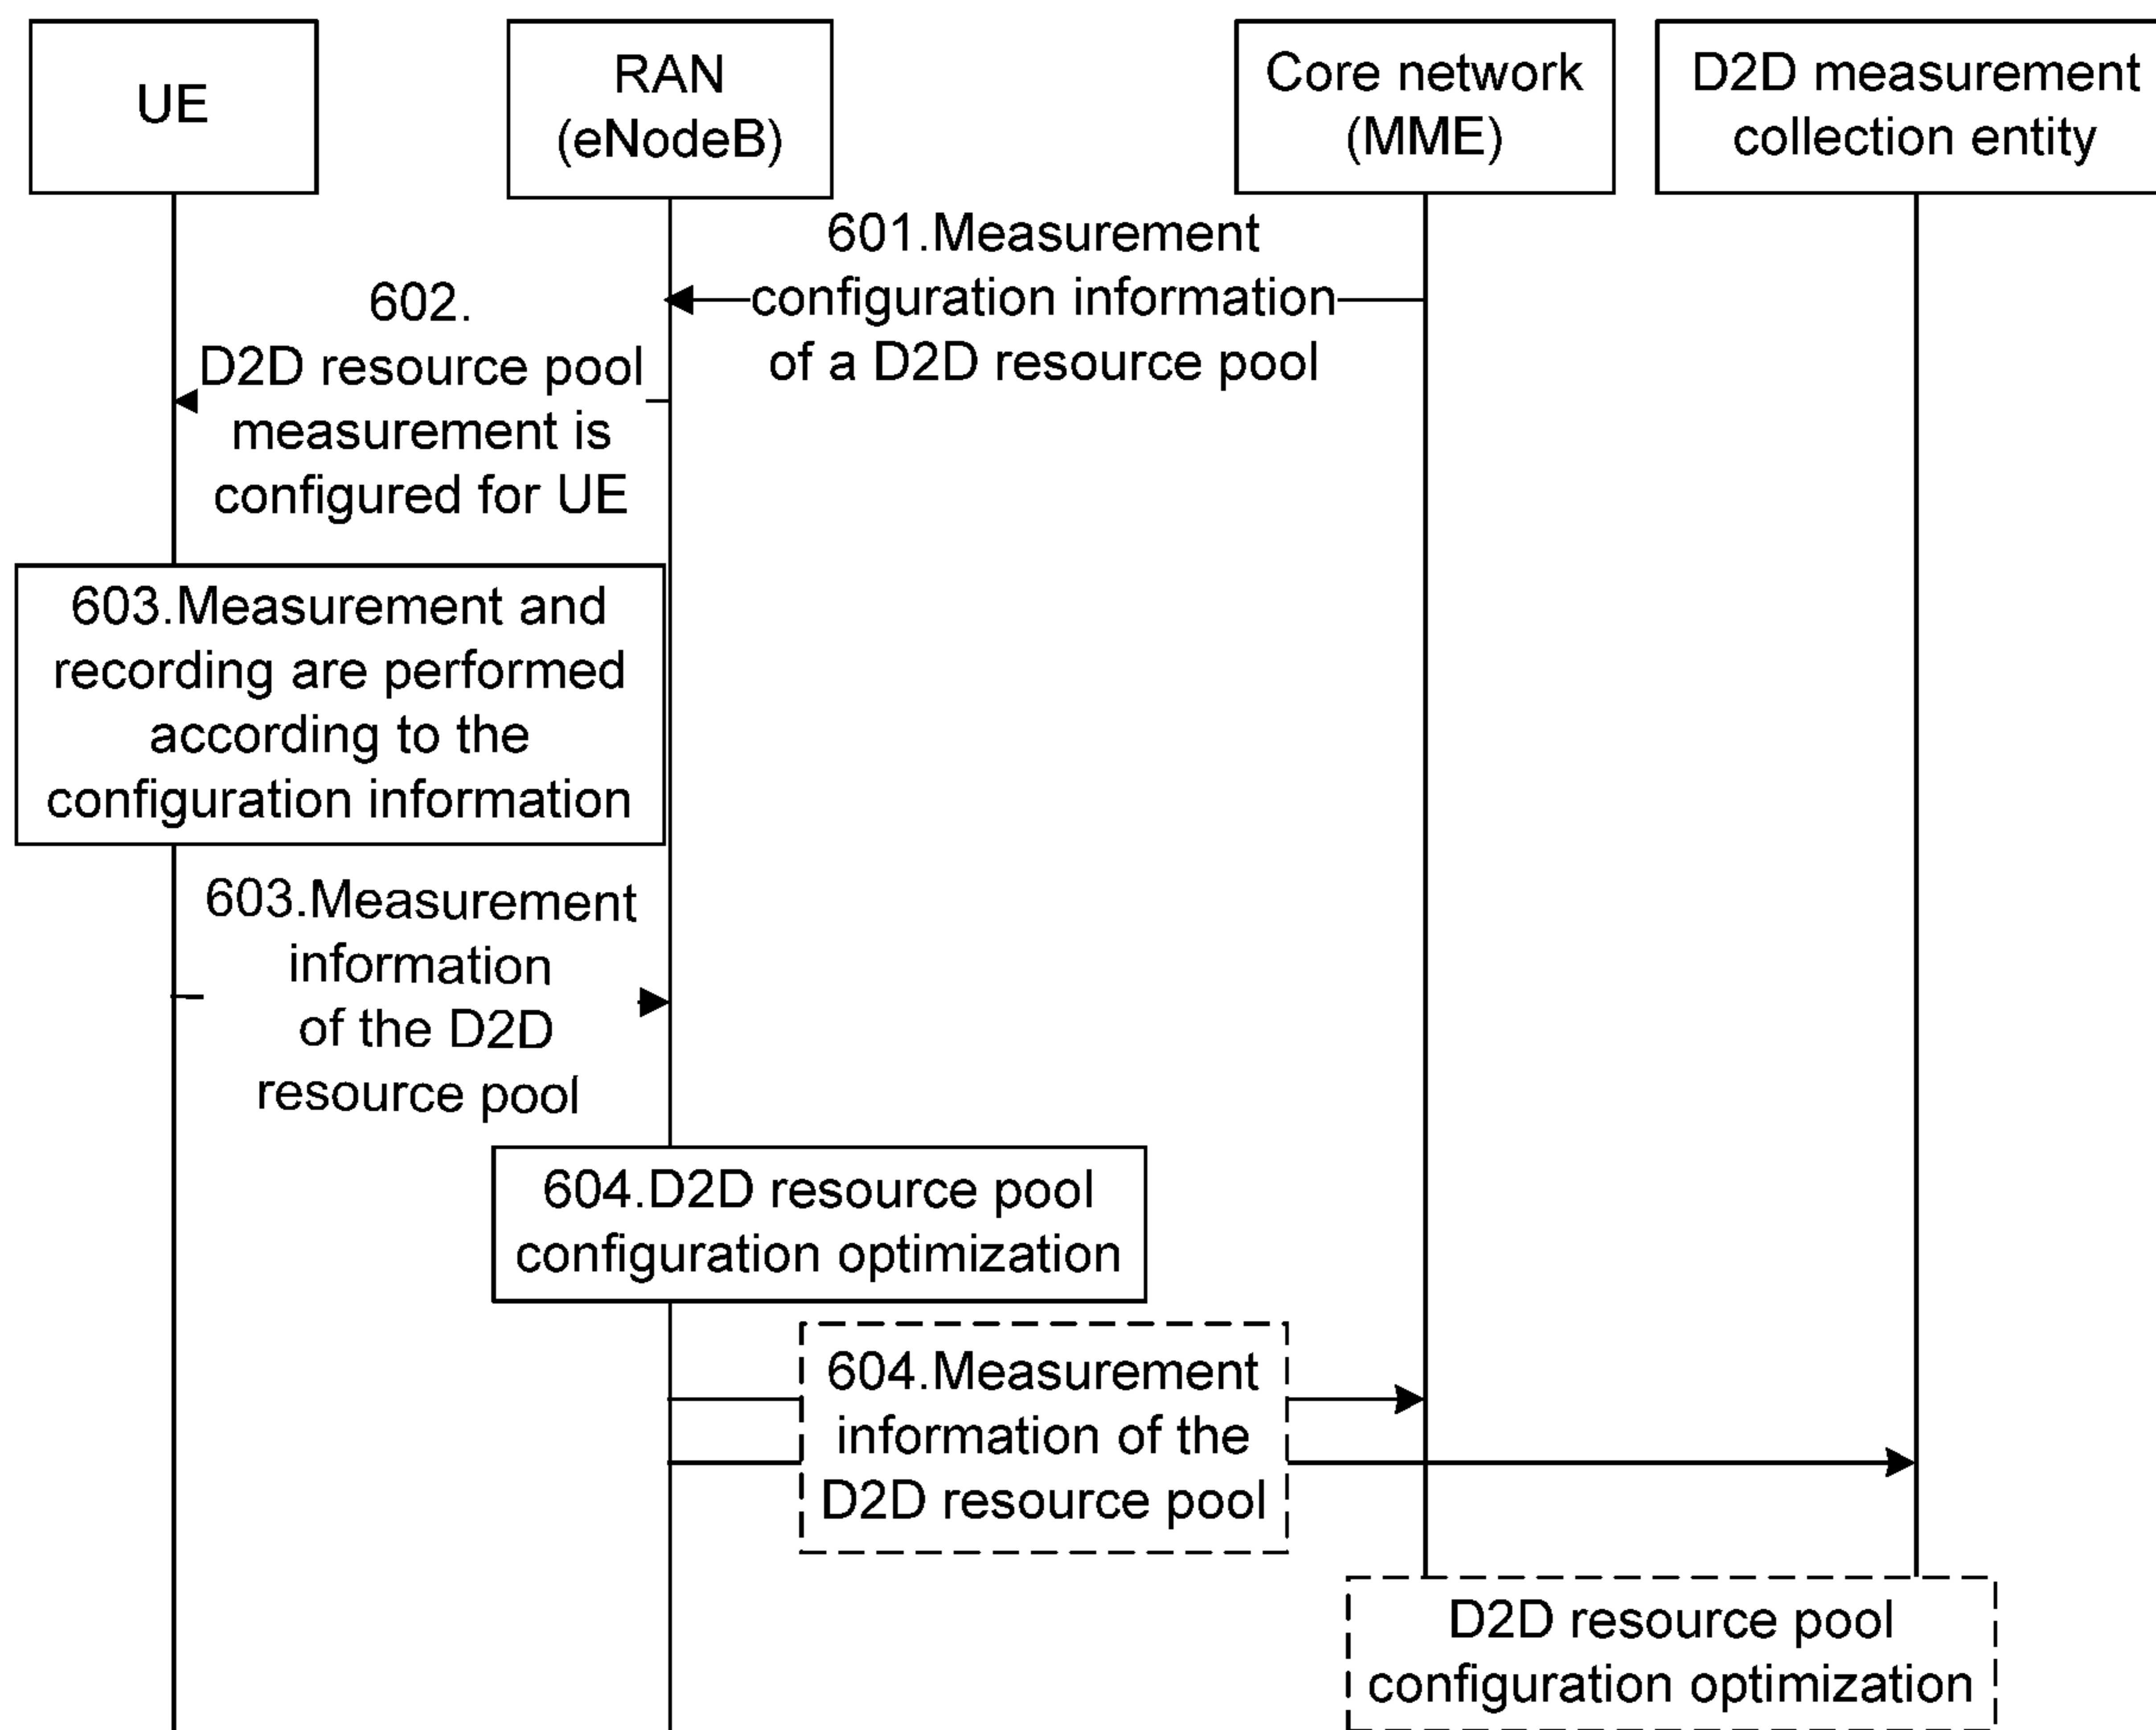 UE
RAN
(eNodeB)
Core network
(MME)
D2D measurement
collection entity
601.Measurement
configuration information
of a D2D resource pool
602.
D2D resource pool
measurement is
configured for UE
603.Measurement and
recording are performed
according to the
configuration information
603.Measurement
information
of the D2D
resource pool
604.D2D resource pool
configuration optimization
604.Measurement
information of the
D2D resource pool
D2D resource pool
configuration optimization